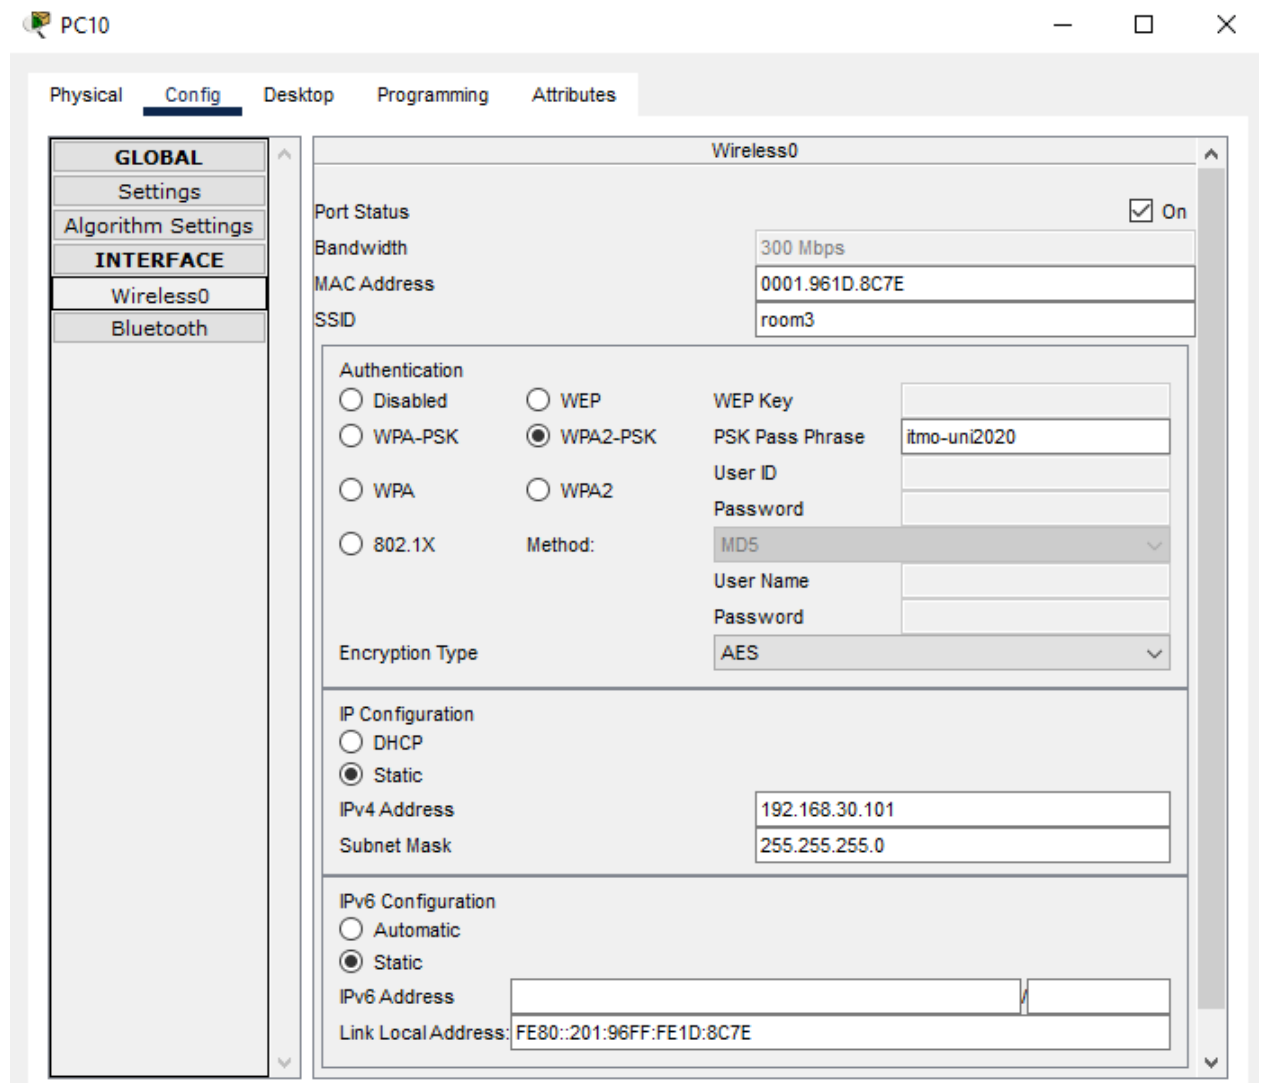 PC10
Physical Config Desktop Programming Attributes
GLOBAL
Settings
Algorithm Settings
INTERFACE
Wireless0
Bluetooth
Wireless0
Port Status On
Bandwidth 300 Mbps
MAC Address 0001.961D.8C7E
SSID room3
Authentication
Disabled WEP WEP Key
WPA-PSK WPA2-PSK PSK Pass Phrase itmo-uni2020
User ID
WPA WPA2
Password
802.1X Method: MD5
User Name
Password
Encryption Type AES
IP Configuration
DHCP
Static
IPv4 Address 192.168.30.101
Subnet Mask 255.255.255.0
IPv6 Configuration
Automatic
Static
IPv6 Address /
Link Local Address: FE80::201:96FF:FE1D:8C7E